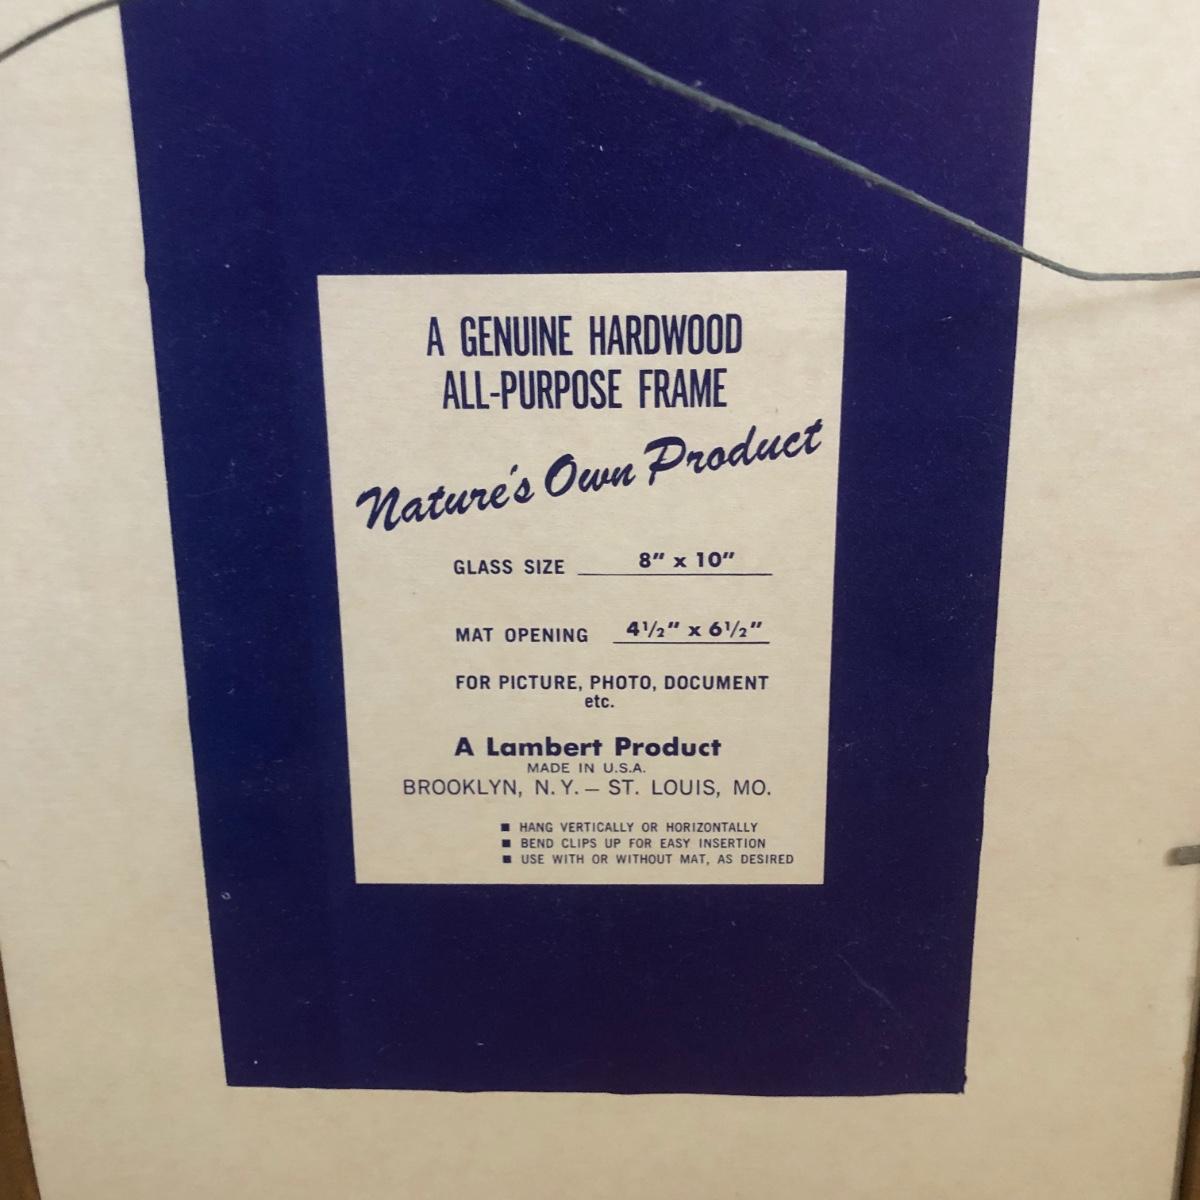 A GENUINE HARDWOOD
ALL-PURPOSE FRAME
Nature's Own Product
GLASS SIZE 8" x 10"
MAT OPENING 4½" x 6½"
FOR PICTURE, PHOTO, DOCUMENT
etc.
A Lambert Product
MADE IN U.S.A.
BROOKLYN, N.Y. — ST. LOUIS, MO.
■ HANG VERTICALLY OR HORIZONTALLY
■ BEND CLIPS UP FOR EASY INSERTION
■ USE WITH OR WITHOUT MAT, AS DESIRED